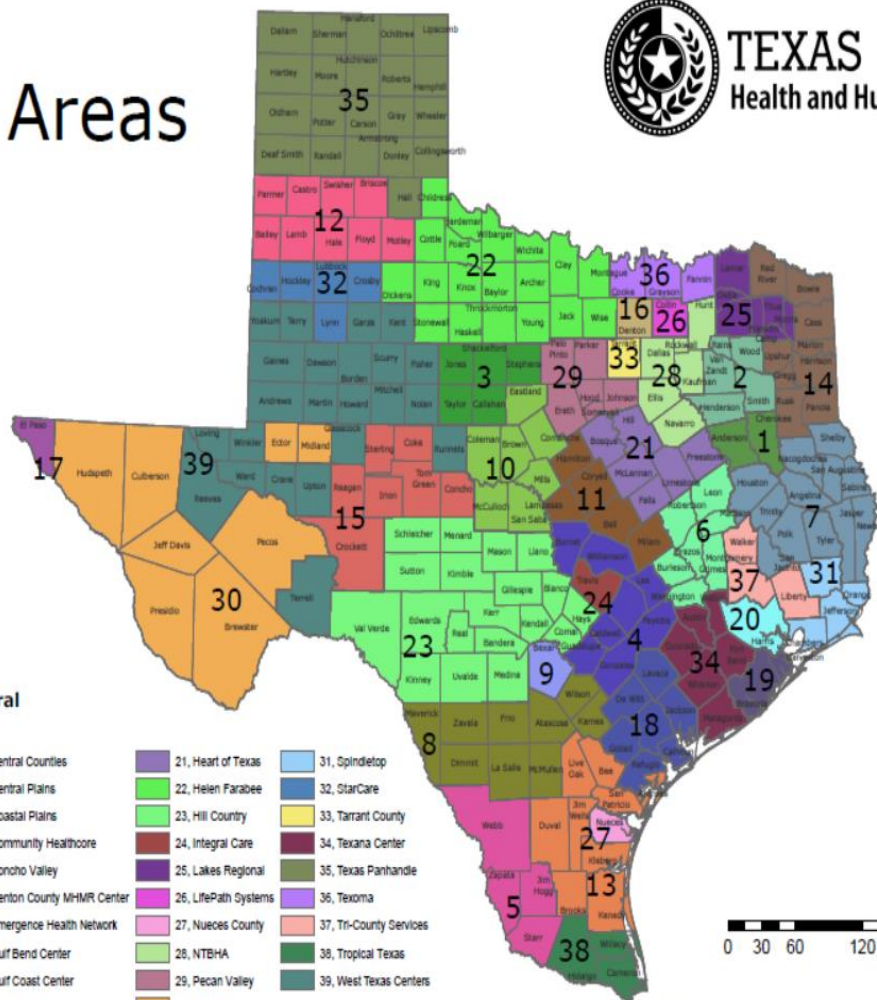 TEXAS
Health and Hu
Areas
Dallam Sherman Hansford Ochiltree Lipscomb
Hartley Moore Hutchinson Roberts Hemphill
35
Oldham Potter Carson Gray Wheeler
Deaf Smith Randall Armstrong Donley Collingsworth
Parmer Castro Swisher Briscoe Hall Childress
12
Bailey Lamb Hale Floyd Motley Cottle Hardeman Foard Wilbarger Wichita
22
36
Cochran Hockley Lubbock Crosby Dickens King Knox Baylor Archer Clay Montague Cooke Grayson Fannin Lamar Red River Bowie
32
16
26
25
Yoakum Terry Lynn Garza Kent Stonewall Haskell Throckmorton Young Jack Wise Denton Collin Hunt Cass
33
28
2
14
Gaines Dawson Borden Scurry Fisher Jones Shackelford Stephens Palo Pinto Parker Tarrant Dallas Rockwall Kaufman Van Zandt Rains Wood Camp Upshur Marion Harrison Gregg
3
29
Andrews Martin Howard Mitchell Nolan Taylor Callahan Eastland Erath Hood Somervell Johnson Ellis Henderson Smith Rusk Panola
El Paso
17
Hudspeth Culberson
39
Loving Winkler Ector Midland Glasscock Sterling Coke Runnels Coleman Brown Comanche Hamilton Bosque Hill Navarro Anderson Cherokee Shelby
10
21
1
Reeves Ward Crane Upton Reagan Irion Tom Green Concho McCulloch Mills San Saba Lampasas Coryell McLennan Limestone Freestone Leon Houston Nacogdoches San Augustine Sabine
11
15
6
7
Jeff Davis Pecos Crockett Schleicher Menard Mason Llano Burnet Bell Falls Milam Robertson Madison Trinity Angelina Polk Tyler Jasper Newt
30
Presidio Brewster Terrell Sutton Kimble Gillespie Blanco Travis Williamson Lee Burleson Brazos Grimes Washington Walker Montgomery San Jacinto Liberty
37
31
24
20
Val Verde Edwards Real Kerr Bandera Kendall Comal Hays Caldwell Guadalupe Fayette Austin Harris Chambers Jefferson Orange
23
4
34
Kinney Uvalde Medina Bexar Gonzales Lavaca Wharton Fort Bend Galveston
9
19
Maverick Zavala Frio Atascosa Wilson Karnes De Witt Jackson Matagorda Brazoria
8
18
Dimmit La Salle McMullen Live Oak Bee Goliad Refugio Calhoun
Webb Duval Jim Wells San Patricio Aransas Nueces
27
Kleberg
13
Zapata Jim Hogg Brooks Kenedy
5
Starr
38
Hidalgo Willacy Cameron
ral
entral Counties
entral Plains
oastal Plains
ommunity Healthcore
oncho Valley
enton County MHMR Center
mergence Health Network
ulf Bend Center
ulf Coast Center
21, Heart of Texas
22, Helen Farabee
23, Hill Country
24, Integral Care
25, Lakes Regional
26, LifePath Systems
27, Nueces County
28, NTBHA
29, Pecan Valley
31, Spindletop
32, StarCare
33, Tarrant County
34, Texana Center
35, Texas Panhandle
36, Texoma
37, Tri-County Services
38, Tropical Texas
39, West Texas Centers
0 30 60 120